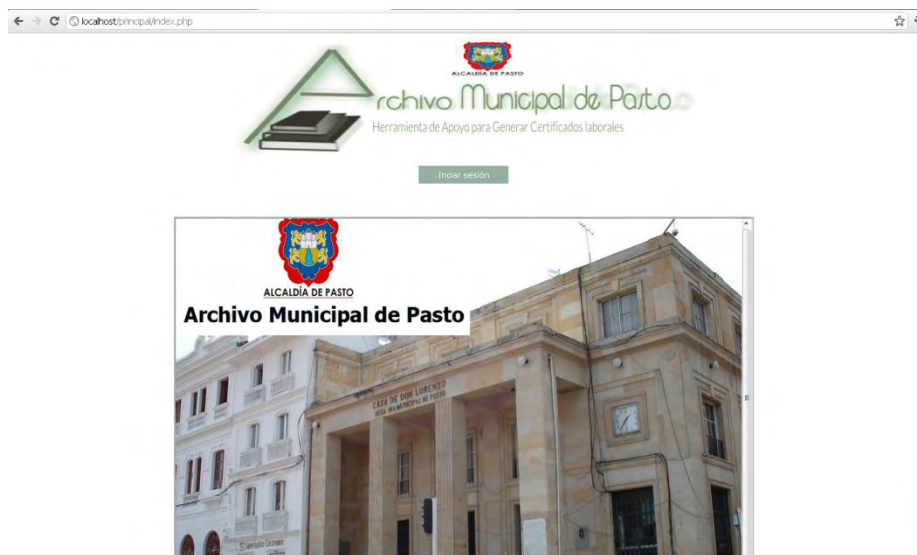 localhost/principal/index.php
ALCALDÍA DE PASTO
Archivo Municipal de Pasto
Herramienta de Apoyo para Generar Certificados laborales
Iniciar sesión
ALCALDÍA DE PASTO
Archivo Municipal de Pasto
CASA DE DON LORENZO